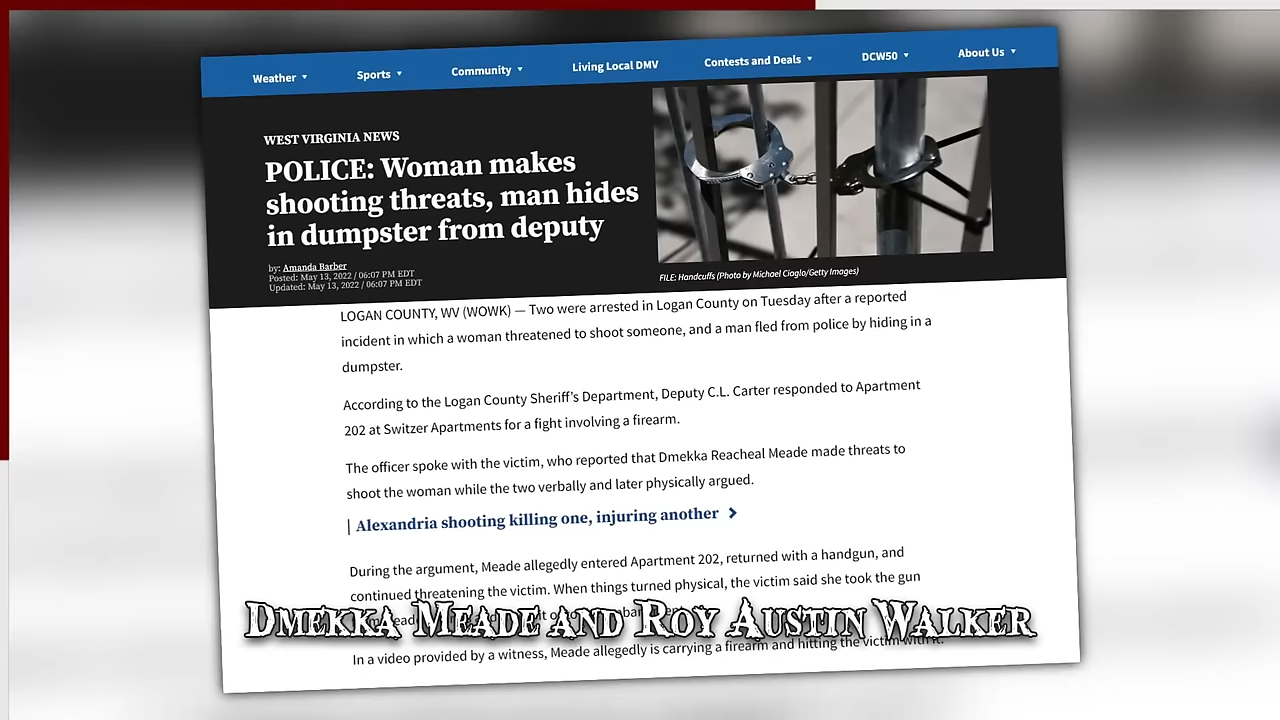 Weather Sports Community Living Local DMV Contests and Deals DCW50 About Us
WEST VIRGINIA NEWS
POLICE: Woman makes
shooting threats, man hides
in dumpster from deputy
by: Amanda Barber
Posted: May 13, 2022 / 06:07 PM EDT
Updated: May 13, 2022 / 06:07 PM EDT
FILE: Handcuffs (Photo by Michael Ciaglo/Getty Images)
LOGAN COUNTY, WV (WOWK) — Two were arrested in Logan County on Tuesday after a reported
incident in which a woman threatened to shoot someone, and a man fled from police by hiding in a
dumpster.
According to the Logan County Sheriff's Department, Deputy C.L. Carter responded to Apartment
202 at Switzer Apartments for a fight involving a firearm.
The officer spoke with the victim, who reported that Dmekka Reacheal Meade made threats to
shoot the woman while the two verbally and later physically argued.
| Alexandria shooting killing one, injuring another
During the argument, Meade allegedly entered Apartment 202, returned with a handgun, and
continued threatening the victim. When things turned physical, the victim said she took the gun
Dmekka Meade and Roy Austin Walker
In a video provided by a witness, Meade allegedly is carrying a firearm and hitting the victim with it.